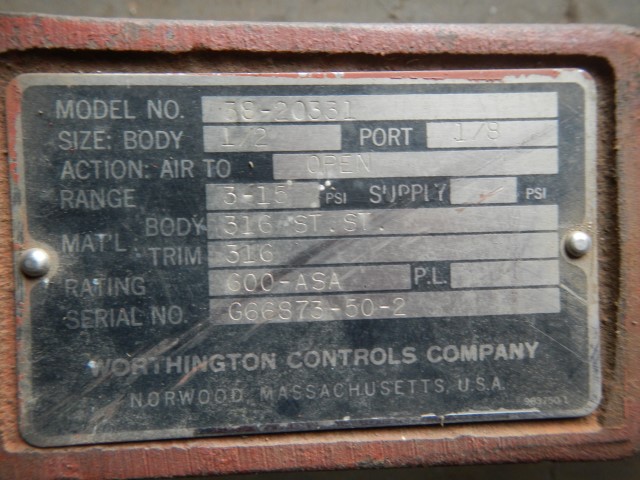 MODEL NO. 38-20331
SIZE: BODY 1/2 PORT 1/8
ACTION: AIR TO OPEN
RANGE 3-15 PSI SUPPLY PSI
MAT'L: BODY 316 ST.ST.
TRIM 316
RATING 600-ASA P.L.
SERIAL NO. G66873-50-2
WORTHINGTON CONTROLS COMPANY
NORWOOD, MASSACHUSETTS, U.S.A.